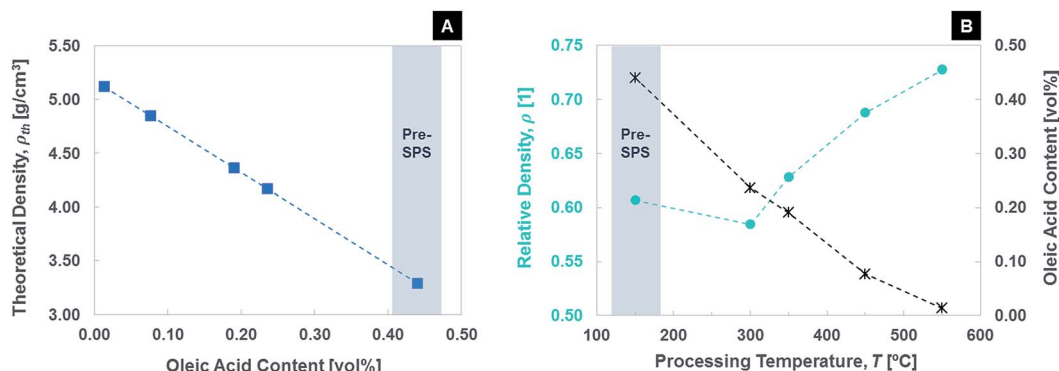 A
Theoretical Density, ρth [g/cm³]
5.50
5.00
4.50
4.00
3.50
3.00
Pre-
SPS
0.00
0.10
0.20
0.30
0.40
0.50
Oleic Acid Content [vol%]
B
Relative Density, ρ [1]
0.75
0.70
0.65
0.60
0.55
0.50
Pre-
SPS
100
200
300
400
500
600
Processing Temperature, T [ºC]
0.50
0.40
0.30
0.20
0.10
0.00
Oleic Acid Content [vol%]